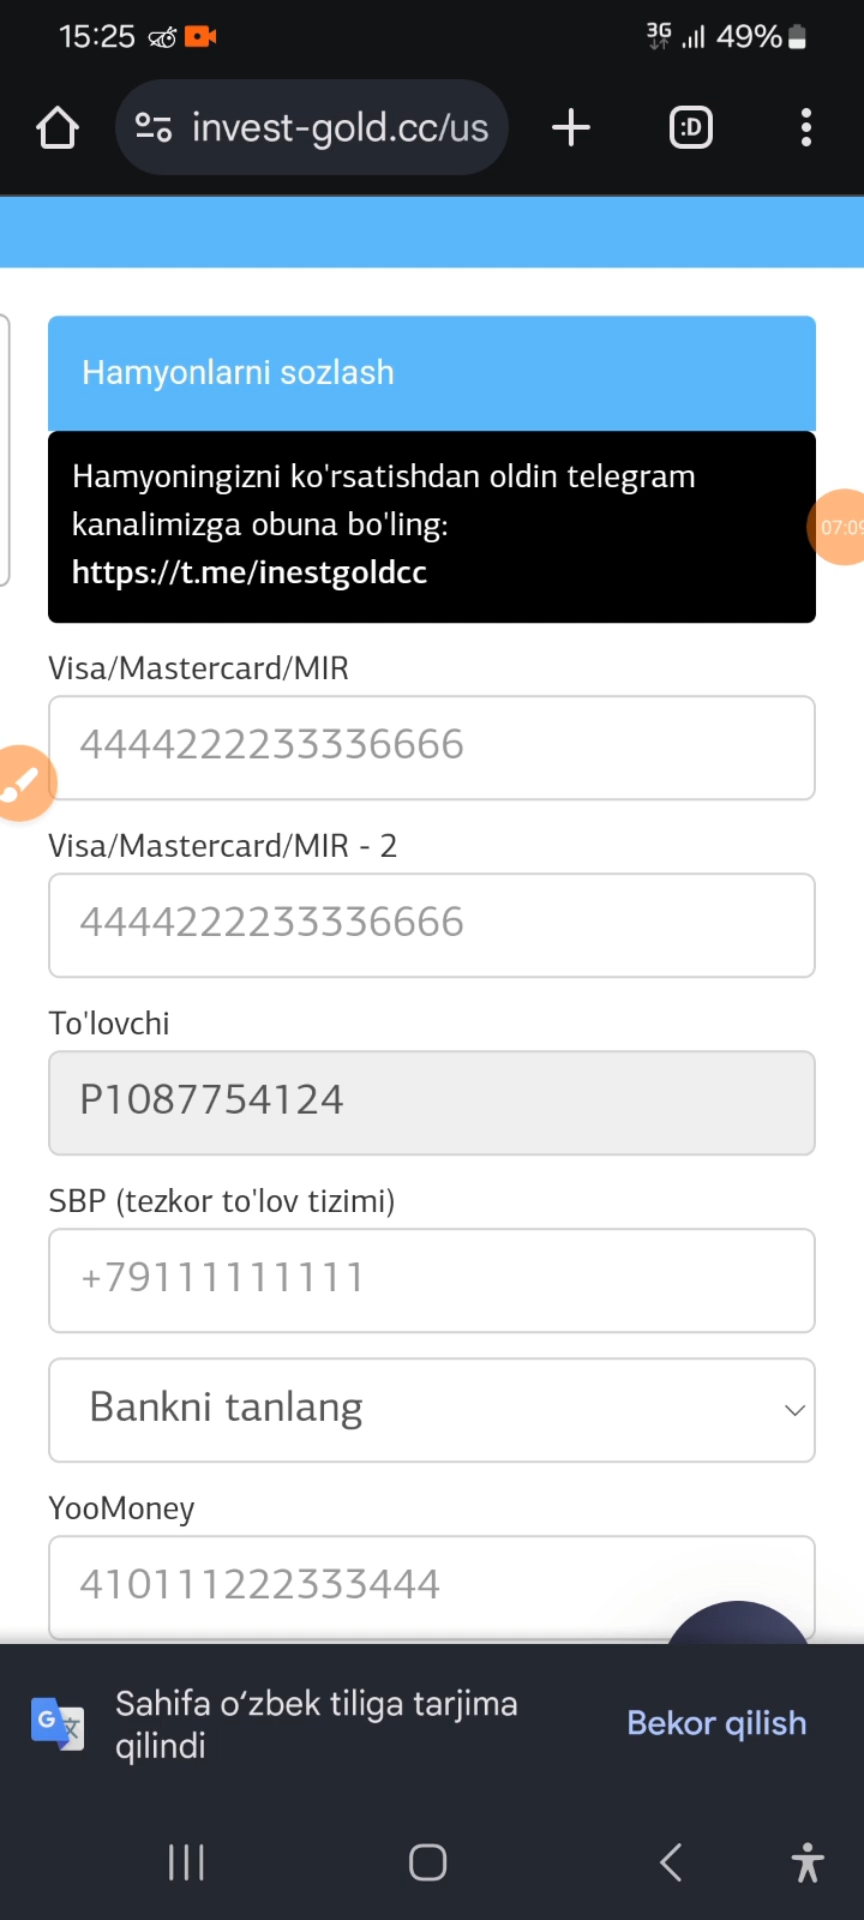 15:25
3G
49%
invest-gold.cc/us
:D
Hamyonlarni sozlash
Hamyoningizni ko'rsatishdan oldin telegram
kanalimizga obuna bo'ling:
https://t.me/inestgoldcc
07:09
Visa/Mastercard/MIR
4444222233336666
Visa/Mastercard/MIR - 2
4444222233336666
To'lovchi
P1087754124
SBP (tezkor to'lov tizimi)
+79111111111
Bankni tanlang
YooMoney
410111222333444
Sahifa o‘zbek tiliga tarjima
qilindi
Bekor qilish